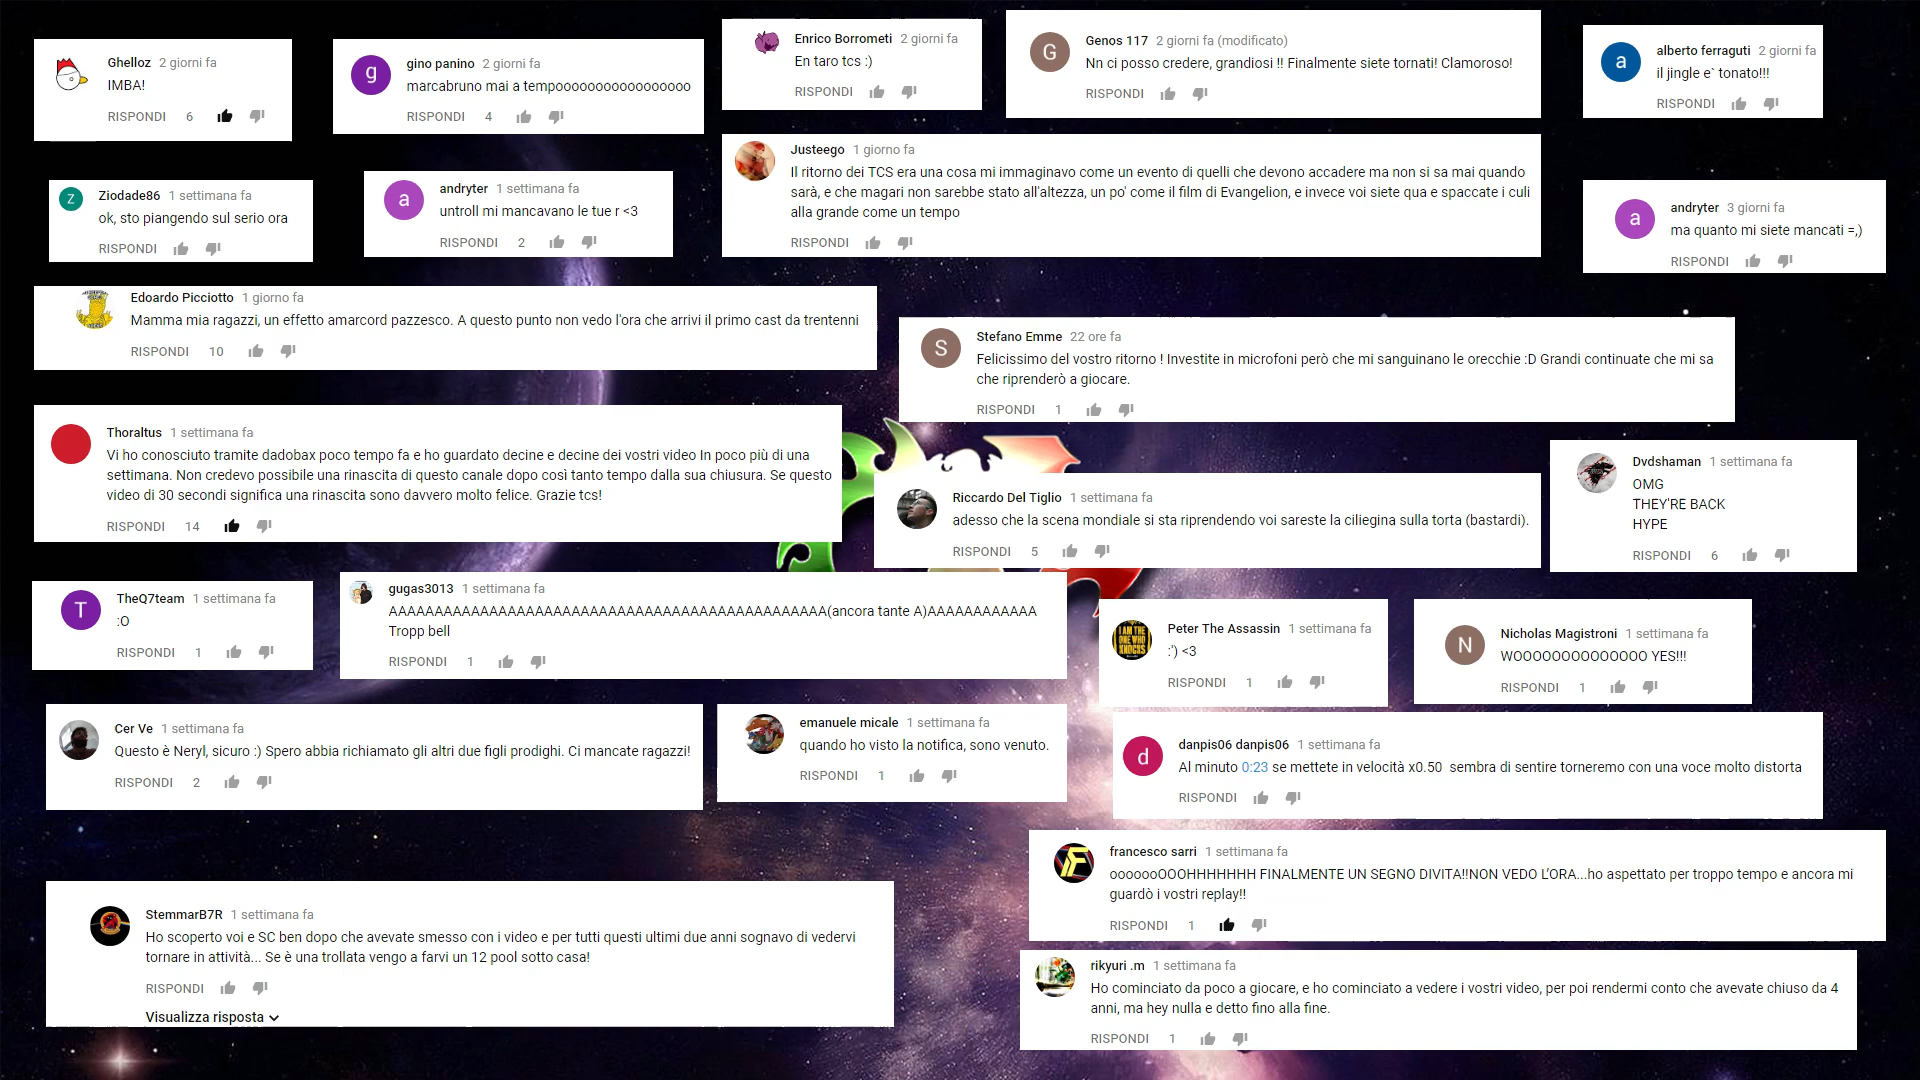 Ghelloz 2 giorni fa
IMBA!
RISPONDI 6
gino panino 2 giorni fa
marcabruno mai a tempooooooooooooooooo
RISPONDI 4
Enrico Borrometi 2 giorni fa
En taro tcs :)
RISPONDI
G
Genos 117 2 giorni fa (modificato)
Nn ci posso credere, grandiosi !! Finalmente siete tornati! Clamoroso!
RISPONDI
a
alberto ferraguti 2 giorni fa
il jingle e` tonato!!!
RISPONDI
Z
Ziodade86 1 settimana fa
ok, sto piangendo sul serio ora
RISPONDI
a
andryter 1 settimana fa
untroll mi mancavano le tue r <3
RISPONDI 2
Justeego 1 giorno fa
Il ritorno dei TCS era una cosa mi immaginavo come un evento di quelli che devono accadere ma non si sa mai quando
sarà, e che magari non sarebbe stato all'altezza, un po' come il film di Evangelion, e invece voi siete qua e spaccate i culi
alla grande come un tempo
RISPONDI
a
andryter 3 giorni fa
ma quanto mi siete mancati =,)
RISPONDI
Edoardo Picciotto 1 giorno fa
Mamma mia ragazzi, un effetto amarcord pazzesco. A questo punto non vedo l'ora che arrivi il primo cast da trentenni
RISPONDI 10
S
Stefano Emme 22 ore fa
Felicissimo del vostro ritorno ! Investite in microfoni però che mi sanguinano le orecchie :D Grandi continuate che mi sa
che riprenderò a giocare.
RISPONDI 1
Thoraltus 1 settimana fa
Vi ho conosciuto tramite dadobax poco tempo fa e ho guardato decine e decine dei vostri video In poco più di una
settimana. Non credevo possibile una rinascita di questo canale dopo così tanto tempo dalla sua chiusura. Se questo
video di 30 secondi significa una rinascita sono davvero molto felice. Grazie tcs!
RISPONDI 14
Riccardo Del Tiglio 1 settimana fa
adesso che la scena mondiale si sta riprendendo voi sareste la ciliegina sulla torta (bastardi).
RISPONDI 5
Dvdshaman 1 settimana fa
OMG
THEY'RE BACK
HYPE
RISPONDI 6
T
TheQ7team 1 settimana fa
:O
RISPONDI 1
gugas3013 1 settimana fa
AAAAAAAAAAAAAAAAAAAAAAAAAAAAAAAAAAAAAAAAAAAAAAAA(ancora tante A)AAAAAAAAAAAA
Tropp bell
RISPONDI 1
I AM THE ONE WHO KNOCKS
Peter The Assassin 1 settimana fa
:') <3
RISPONDI 1
N
Nicholas Magistroni 1 settimana fa
WOOOOOOOOOOOOOO YES!!!
RISPONDI 1
Cer Ve 1 settimana fa
Questo è Neryl, sicuro :) Spero abbia richiamato gli altri due figli prodighi. Ci mancate ragazzi!
RISPONDI 2
emanuele micale 1 settimana fa
quando ho visto la notifica, sono venuto.
RISPONDI 1
d
danpis06 danpis06 1 settimana fa
Al minuto 0:23 se mettete in velocità x0.50 sembra di sentire torneremo con una voce molto distorta
RISPONDI
francesco sarri 1 settimana fa
ooooooOOOHHHHHHH FINALMENTE UN SEGNO DIVITA!!NON VEDO L'ORA...ho aspettato per troppo tempo e ancora mi
guardò i vostri replay!!
RISPONDI 1
StemmarB7R 1 settimana fa
Ho scoperto voi e SC ben dopo che avevate smesso con i video e per tutti questi ultimi due anni sognavo di vedervi
tornare in attività... Se è una trollata vengo a farvi un 12 pool sotto casa!
RISPONDI
Visualizza risposta
rikyuri .m 1 settimana fa
Ho cominciato da poco a giocare, e ho cominciato a vedere i vostri video, per poi rendermi conto che avevate chiuso da 4
anni, ma hey nulla e detto fino alla fine.
RISPONDI 1